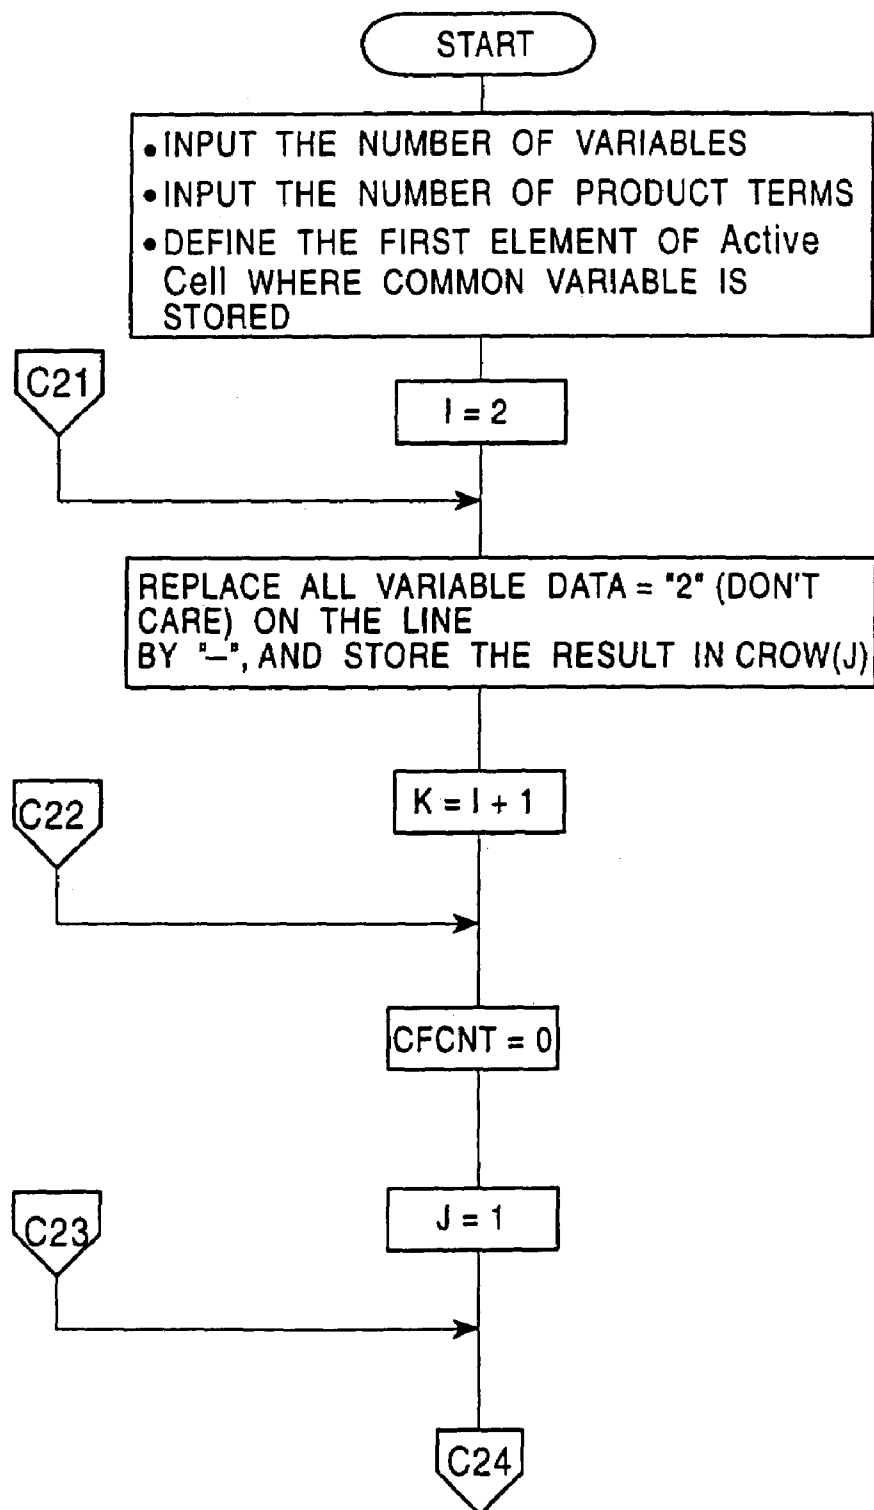 START
•INPUT THE NUMBER OF VARIABLES
•INPUT THE NUMBER OF PRODUCT TERMS
•DEFINE THE FIRST ELEMENT OF Active
Cell WHERE COMMON VARIABLE IS
STORED
C21
I = 2
REPLACE ALL VARIABLE DATA = "2" (DON'T
CARE) ON THE LINE
BY "–", AND STORE THE RESULT IN CROW(J)
K = I + 1
C22
CFCNT = 0
J = 1
C23
C24